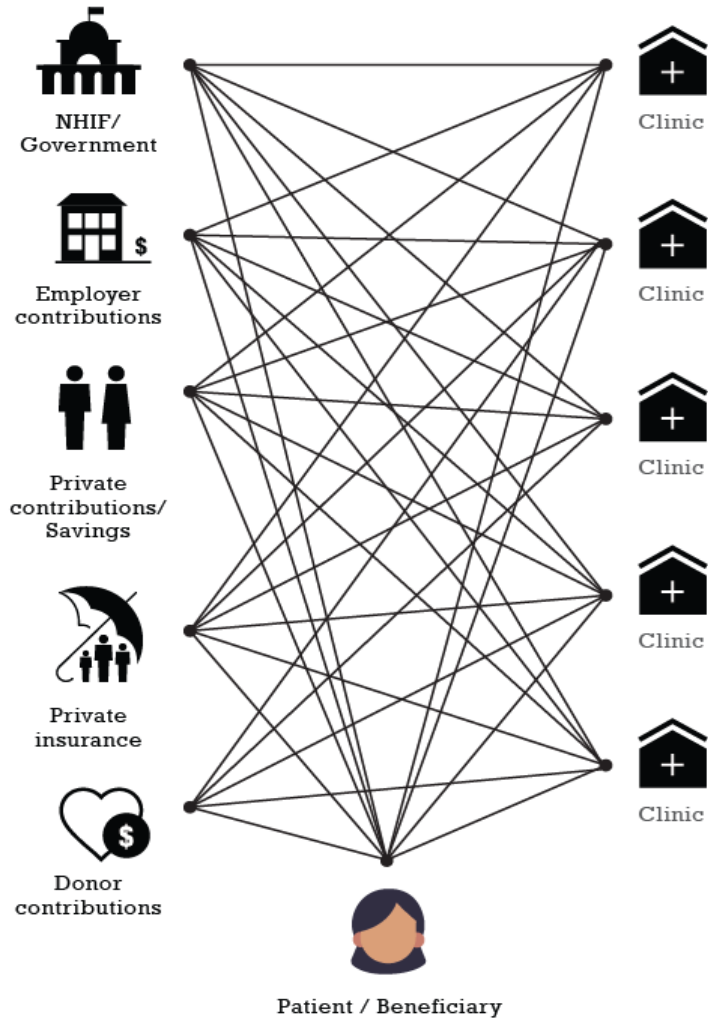 NHIF/
Government
Clinic
$
Employer
contributions
Clinic
Private
contributions/
Savings
Clinic
Private
insurance
Clinic
$
Donor
contributions
Clinic
Patient / Beneficiary